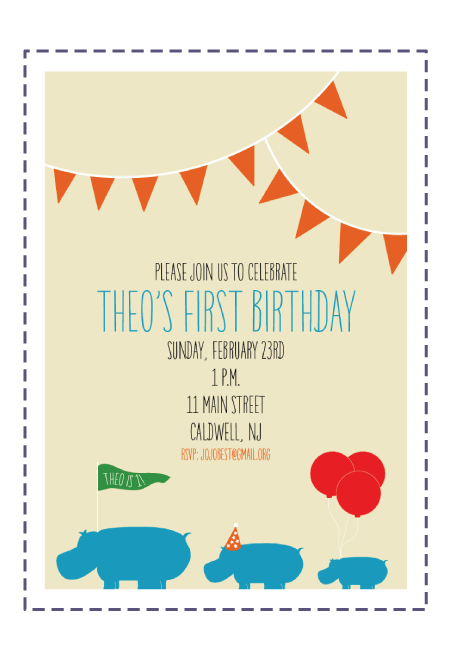 PLEASE JOIN US TO CELEBRATE
THEO'S FIRST BIRTHDAY
SUNDAY, FEBRUARY 23RD
1 P.M.
11 MAIN STREET
CALDWELL, NJ
RSVP: JOJOBEST@GMAIL.ORG
THEO IS 1!